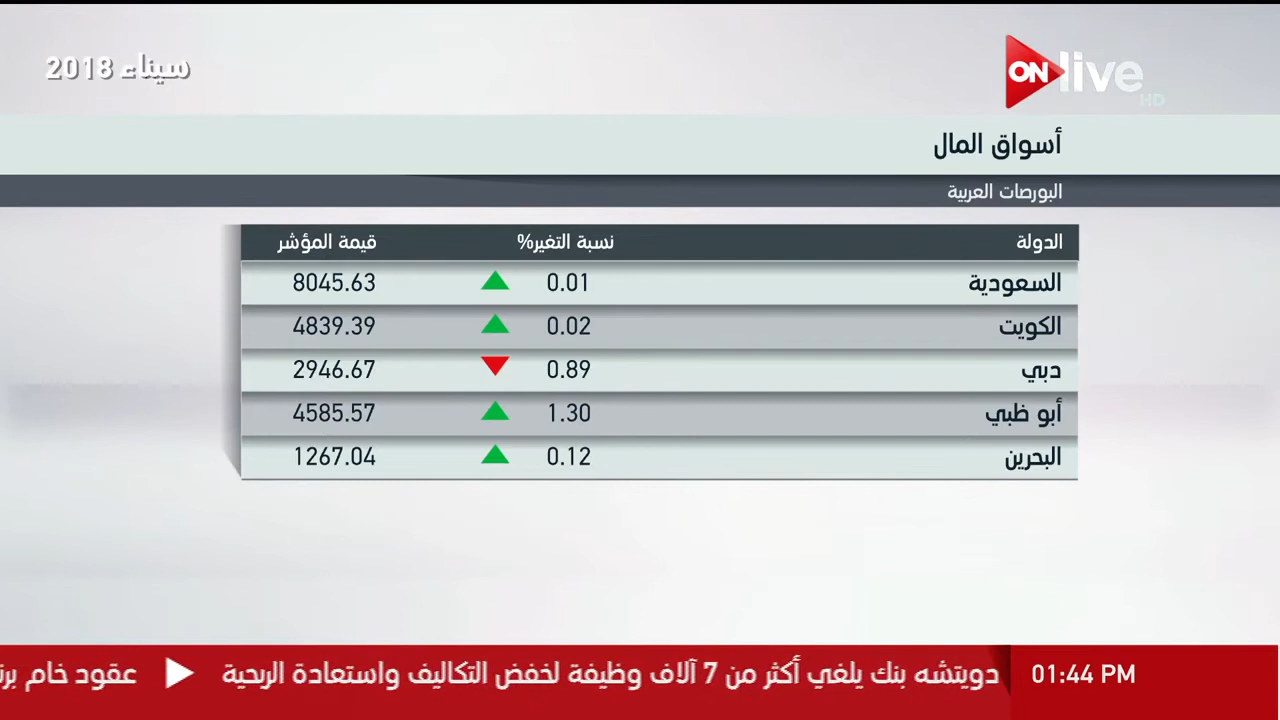 سيناء 2018
ON live HD
أسواق المال
البورصات العربية
الدولة نسبة التغير% قيمة المؤشر
السعودية 0.01 8045.63
الكويت 0.02 4839.39
دبي 0.89 2946.67
أبو ظبي 1.30 4585.57
البحرين 0.12 1267.04
01:44 PM
دويتشه بنك يلغي أكثر من 7 آلاف وظيفة لخفض التكاليف واستعادة الربحية عقود خام